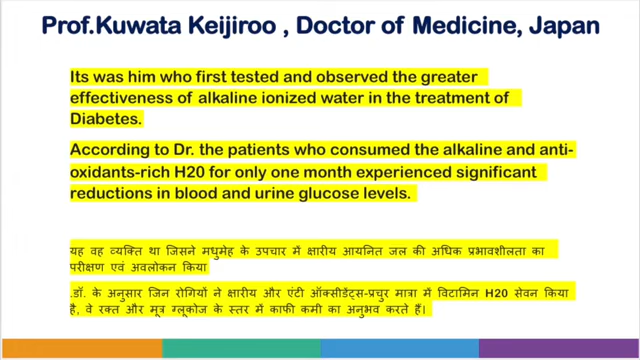 Prof.Kuwata Keijiroo , Doctor of Medicine, Japan
Its was him who first tested and observed the greater
effectiveness of alkaline ionized water in the treatment of
Diabetes.
According to Dr. the patients who consumed the alkaline and anti-
oxidants-rich H20 for only one month experienced significant
reductions in blood and urine glucose levels.
यह वह व्यक्ति था जिसने मधुमेह के उपचार में क्षारीय आयनित जल की अधिक प्रभावशीलता का
परीक्षण एवं अवलोकन किया
.डॉ. के अनुसार जिन रोगियों ने क्षारीय और एंटी ऑक्सीडेंट्स-प्रचुर मात्रा में विटामिन H20 सेवन किया
है, वे रक्त और मूत्र ग्लूकोज के स्तर में काफी कमी का अनुभव करते हैं।